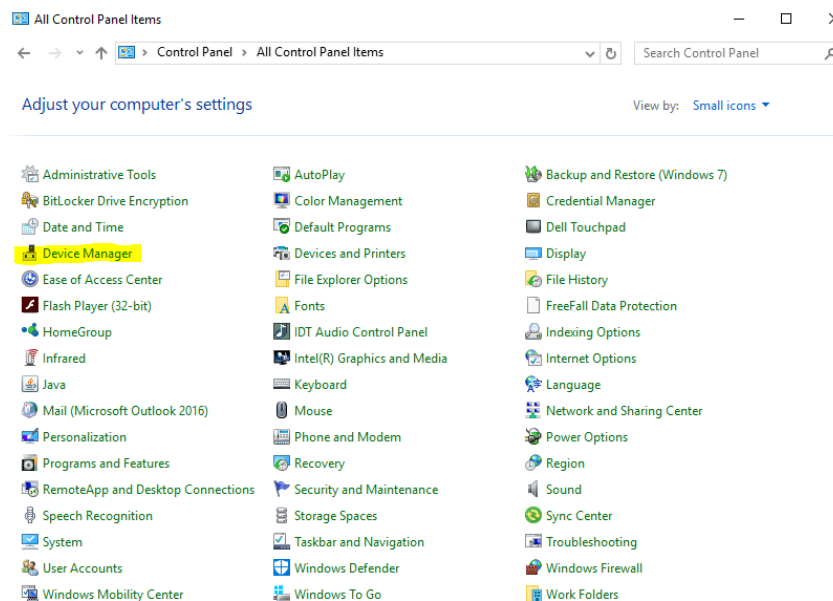 All Control Panel Items
Control Panel > All Control Panel Items
Search Control Panel
Adjust your computer's settings
View by: Small icons
Administrative Tools
AutoPlay
Backup and Restore (Windows 7)
BitLocker Drive Encryption
Color Management
Credential Manager
Date and Time
Default Programs
Dell Touchpad
Device Manager
Devices and Printers
Display
Ease of Access Center
File Explorer Options
File History
Flash Player (32-bit)
Fonts
FreeFall Data Protection
HomeGroup
IDT Audio Control Panel
Indexing Options
Infrared
Intel(R) Graphics and Media
Internet Options
Java
Keyboard
Language
Mail (Microsoft Outlook 2016)
Mouse
Network and Sharing Center
Personalization
Phone and Modem
Power Options
Programs and Features
Recovery
Region
RemoteApp and Desktop Connections
Security and Maintenance
Sound
Speech Recognition
Storage Spaces
Sync Center
System
Taskbar and Navigation
Troubleshooting
User Accounts
Windows Defender
Windows Firewall
Windows Mobility Center
Windows To Go
Work Folders